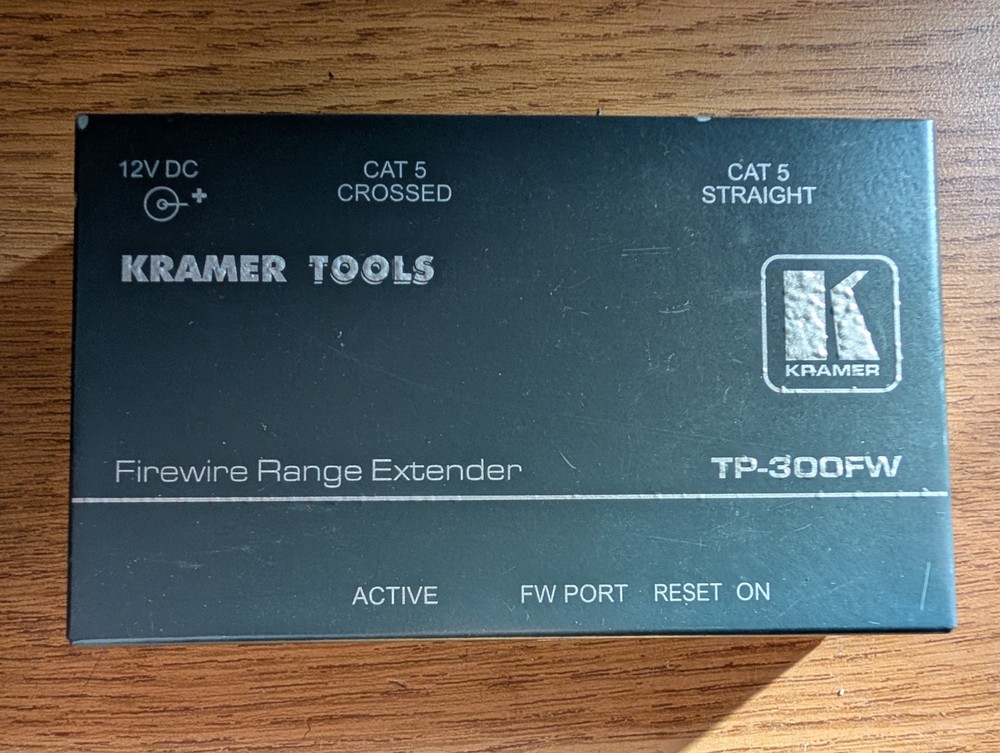 12V DC
+
CAT 5
CROSSED
CAT 5
STRAIGHT
KRAMER TOOLS
K
KRAMER
Firewire Range Extender
TP-300FW
ACTIVE
FW PORT
RESET
ON